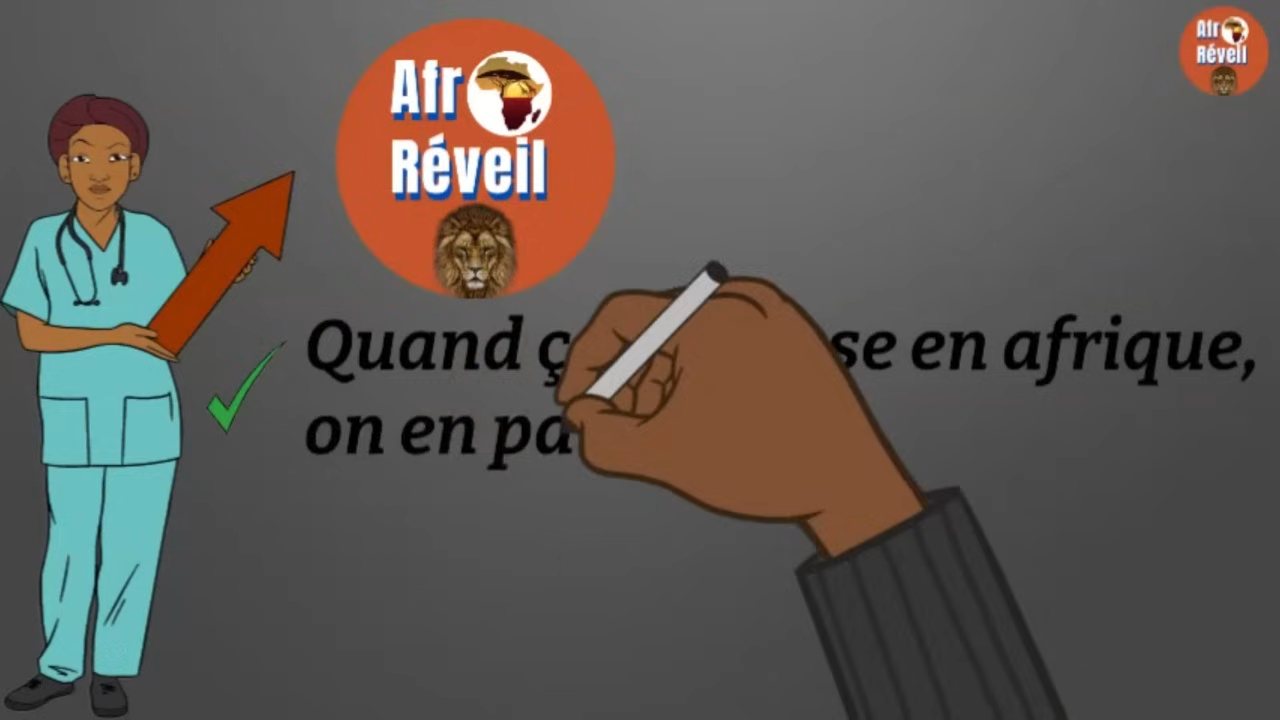 Afr
Réveil
Afr
Réveil
Quand en afrique,
on en